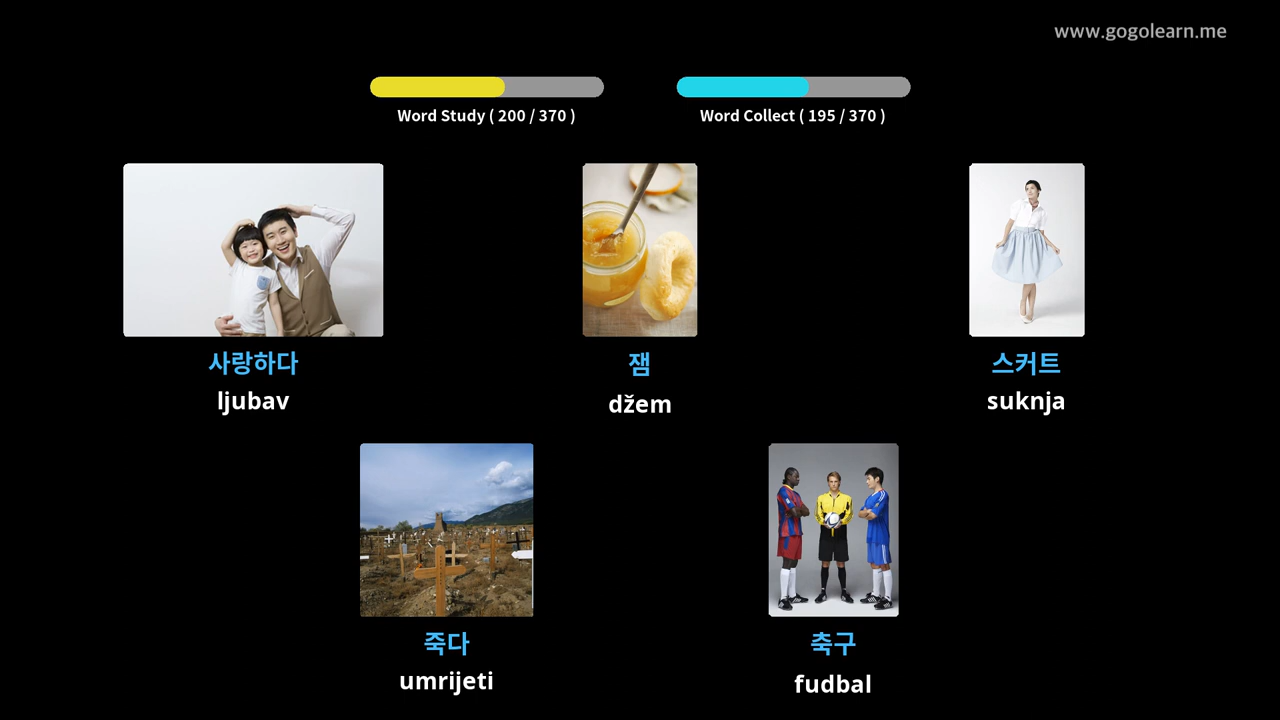 www.gogolearn.me
Word Study ( 200 / 370 )
Word Collect ( 195 / 370 )
사랑하다
ljubav
잼
džem
스커트
suknja
죽다
umrijeti
축구
fudbal